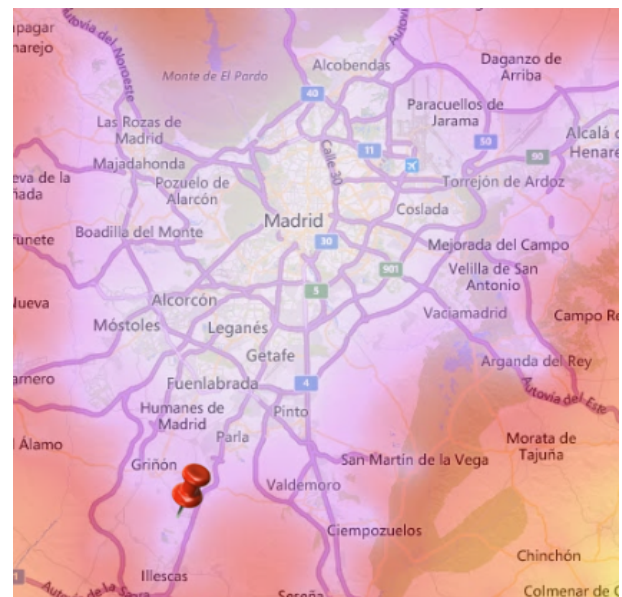 apagar
narejo
Autovía del Noroeste
Monte de El Pardo
Alcobendas
Autovía
Daganzo de
Arriba
40
Paracuellos de
Jarama
Las Rozas de
Madrid
Calle 30
11
50
90
Alcalá d
Henare
Majadahonda
eva de la
ñada
Pozuelo de
Alarcón
Torrejón de Ardoz
Madrid
Coslada
runete
Boadilla del Monte
30
Mejorada del Campo
901
Velilla de San
Antonio
Nueva
Alcorcón
5
Móstoles
Leganés
Vaciamadrid
Campo Re
Getafe
Arganda del Rey
arnero
Fuenlabrada
4
Autovía del Este
Humanes de
Madrid
Pinto
l Álamo
Parla
Morata de
Tajuña
Griñón
San Martín de la Vega
Valdemoro
Ciempozuelos
Chinchón
Illescas
Autovía de La Sagra
Seseña
Colmenar de O